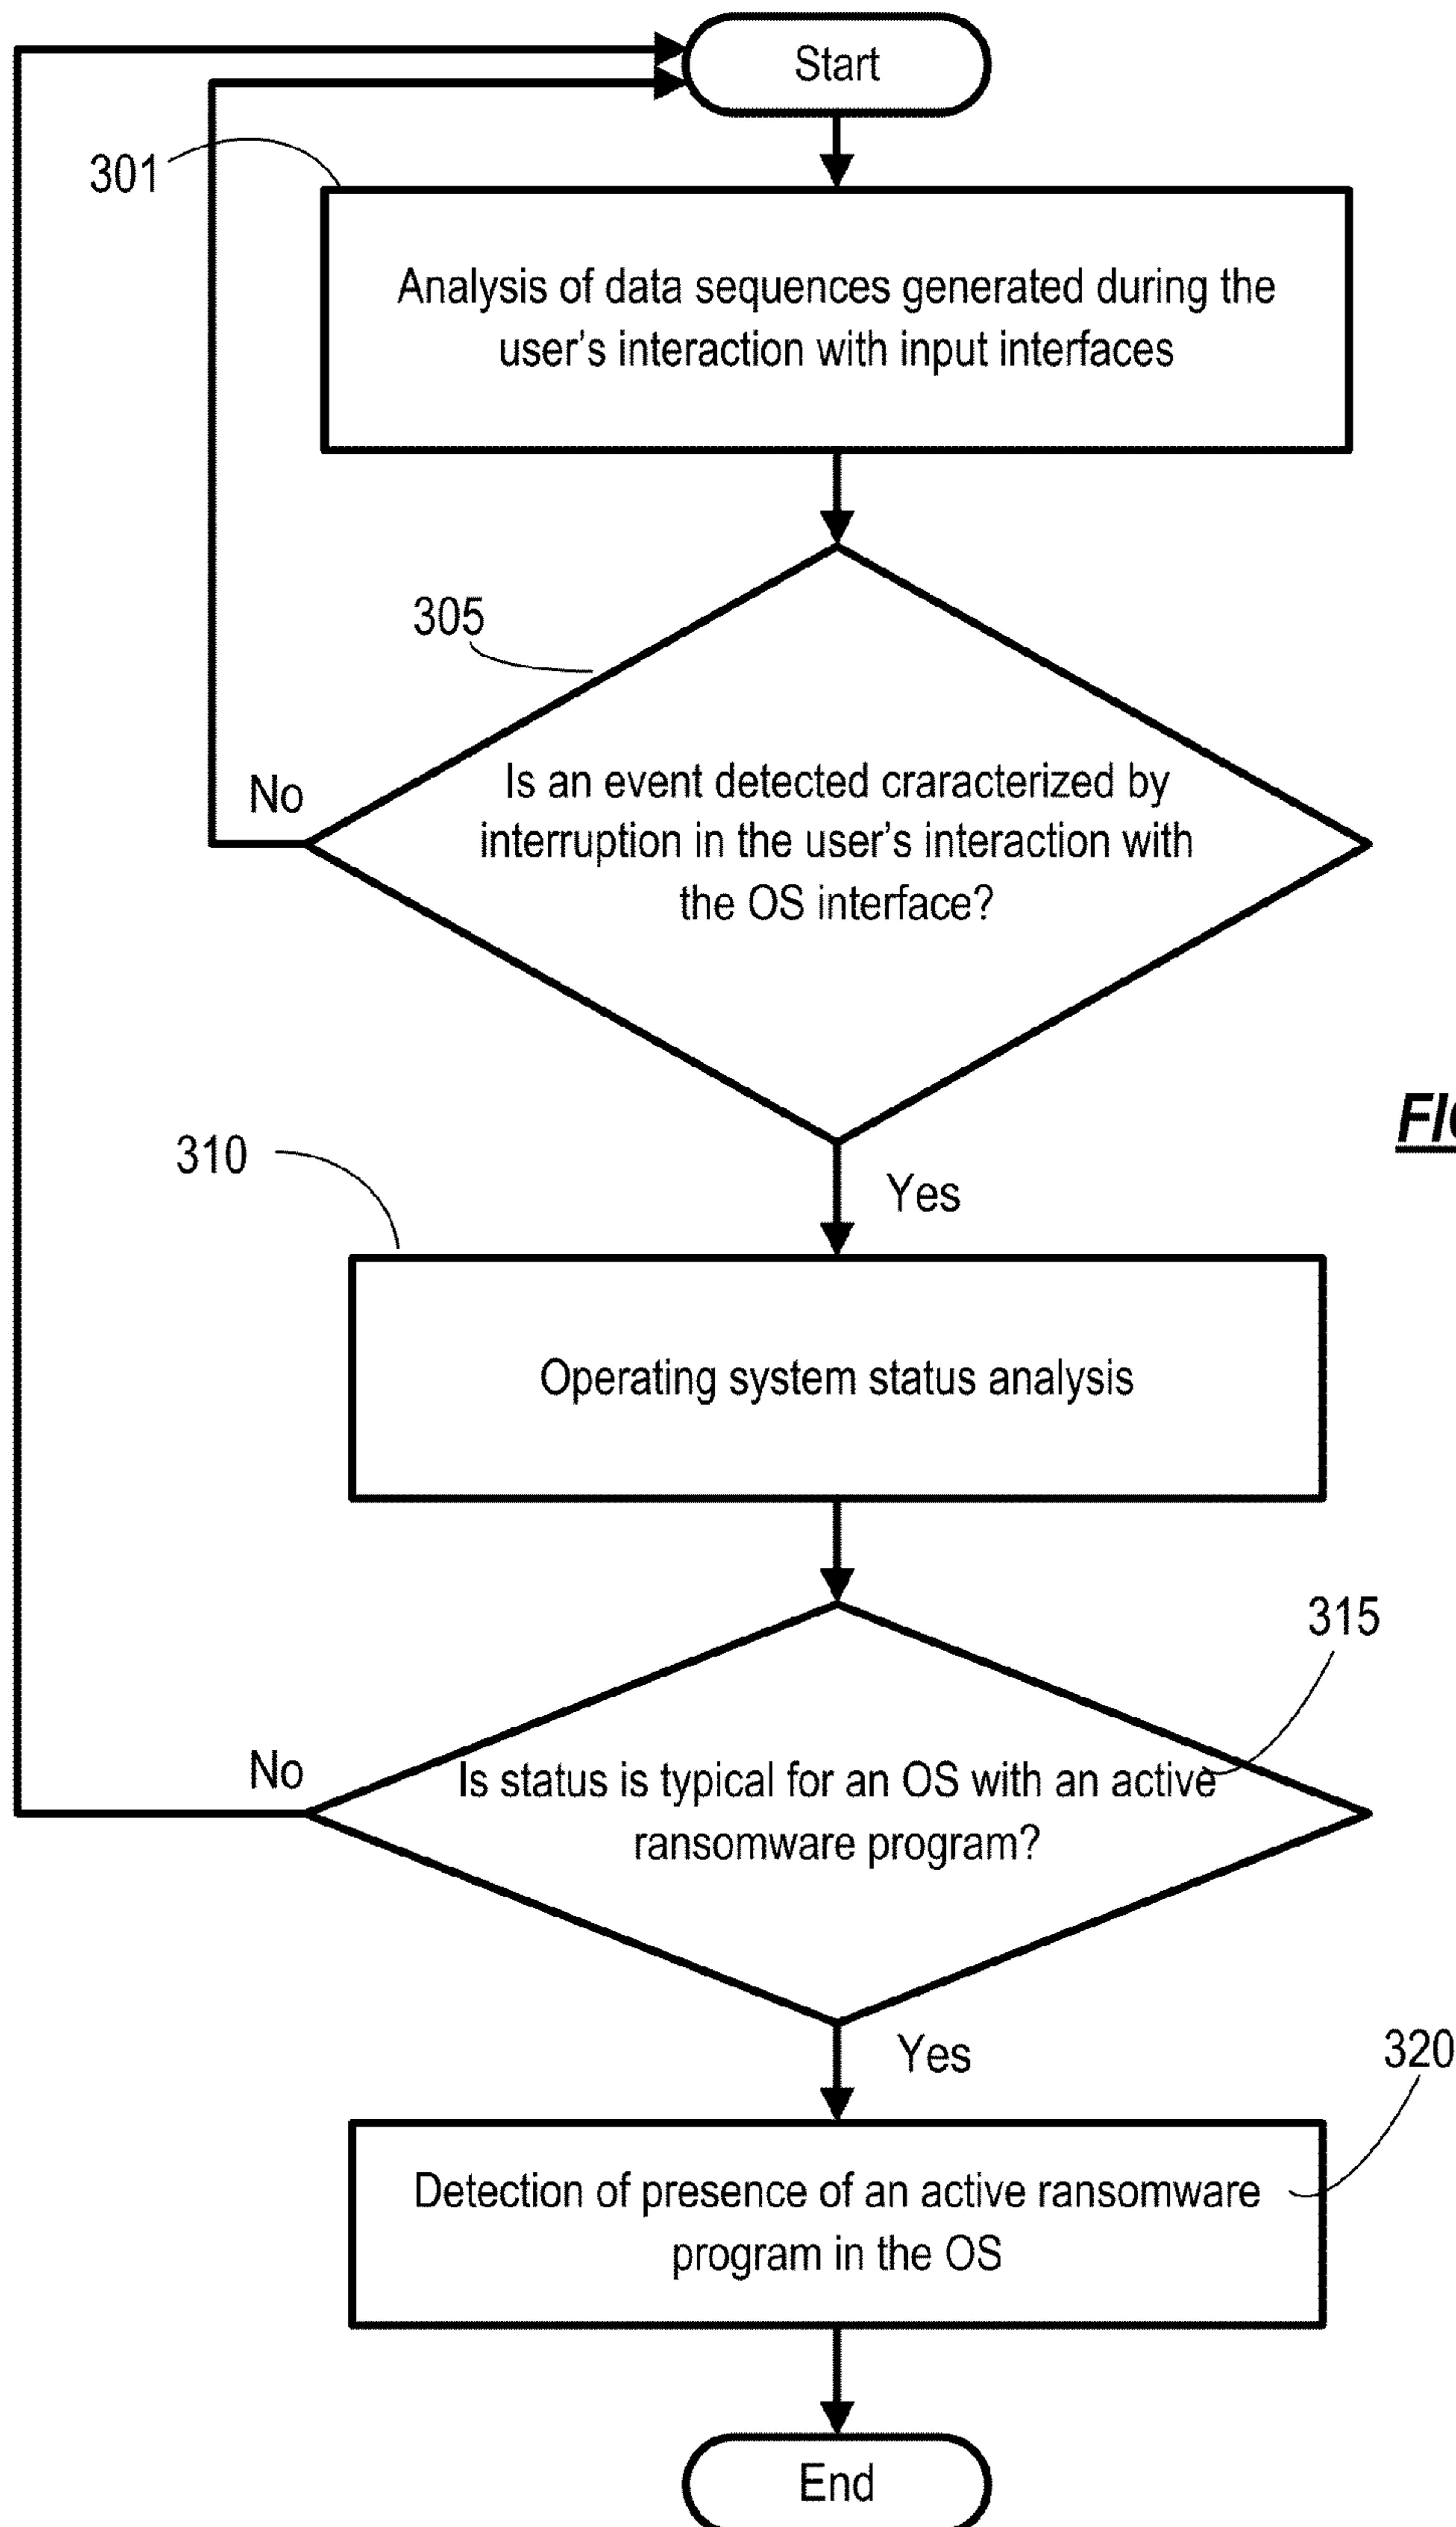 Start
301
Analysis of data sequences generated during the
user's interaction with input interfaces
305
Is an event detected craracterized by
interruption in the user's interaction with
the OS interface?
No
FIG
310
Yes
Operating system status analysis
315
Is status is typical for an OS with an active
ransomware program?
No
Yes
320
Detection of presence of an active ransomware
program in the OS
End